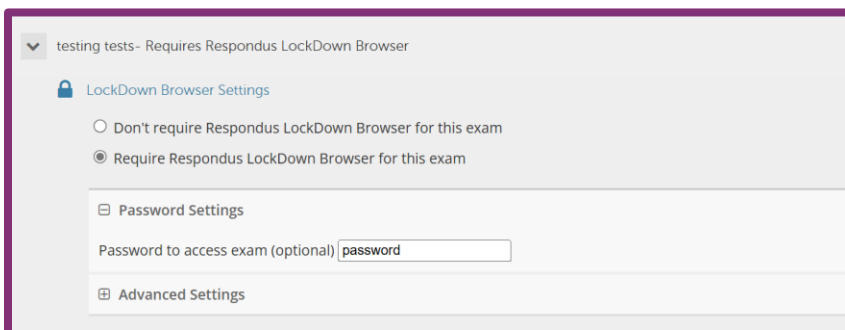 testing tests- Requires Respondus LockDown Browser
LockDown Browser Settings
Don't require Respondus LockDown Browser for this exam
Require Respondus LockDown Browser for this exam
Password Settings
Password to access exam (optional) password
Advanced Settings